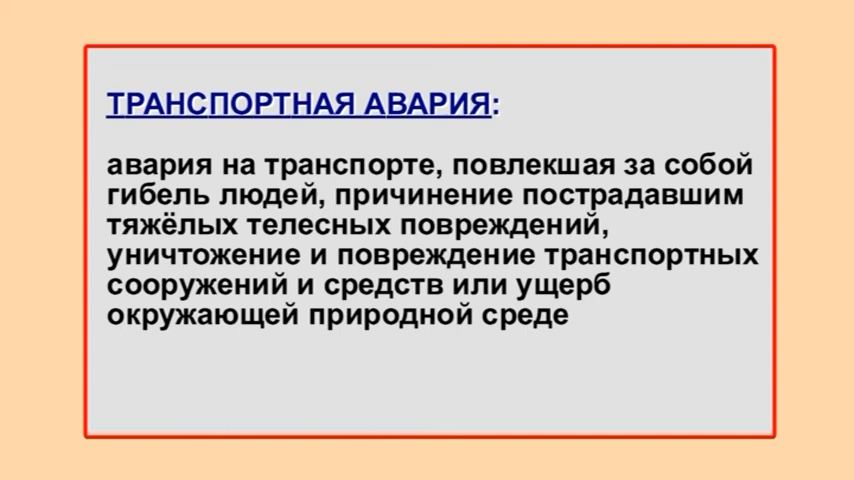 ТРАНСПОРТНАЯ АВАРИЯ:
авария на транспорте, повлекшая за собой
гибель людей, причинение пострадавшим
тяжёлых телесных повреждений,
уничтожение и повреждение транспортных
сооружений и средств или ущерб
окружающей природной среде